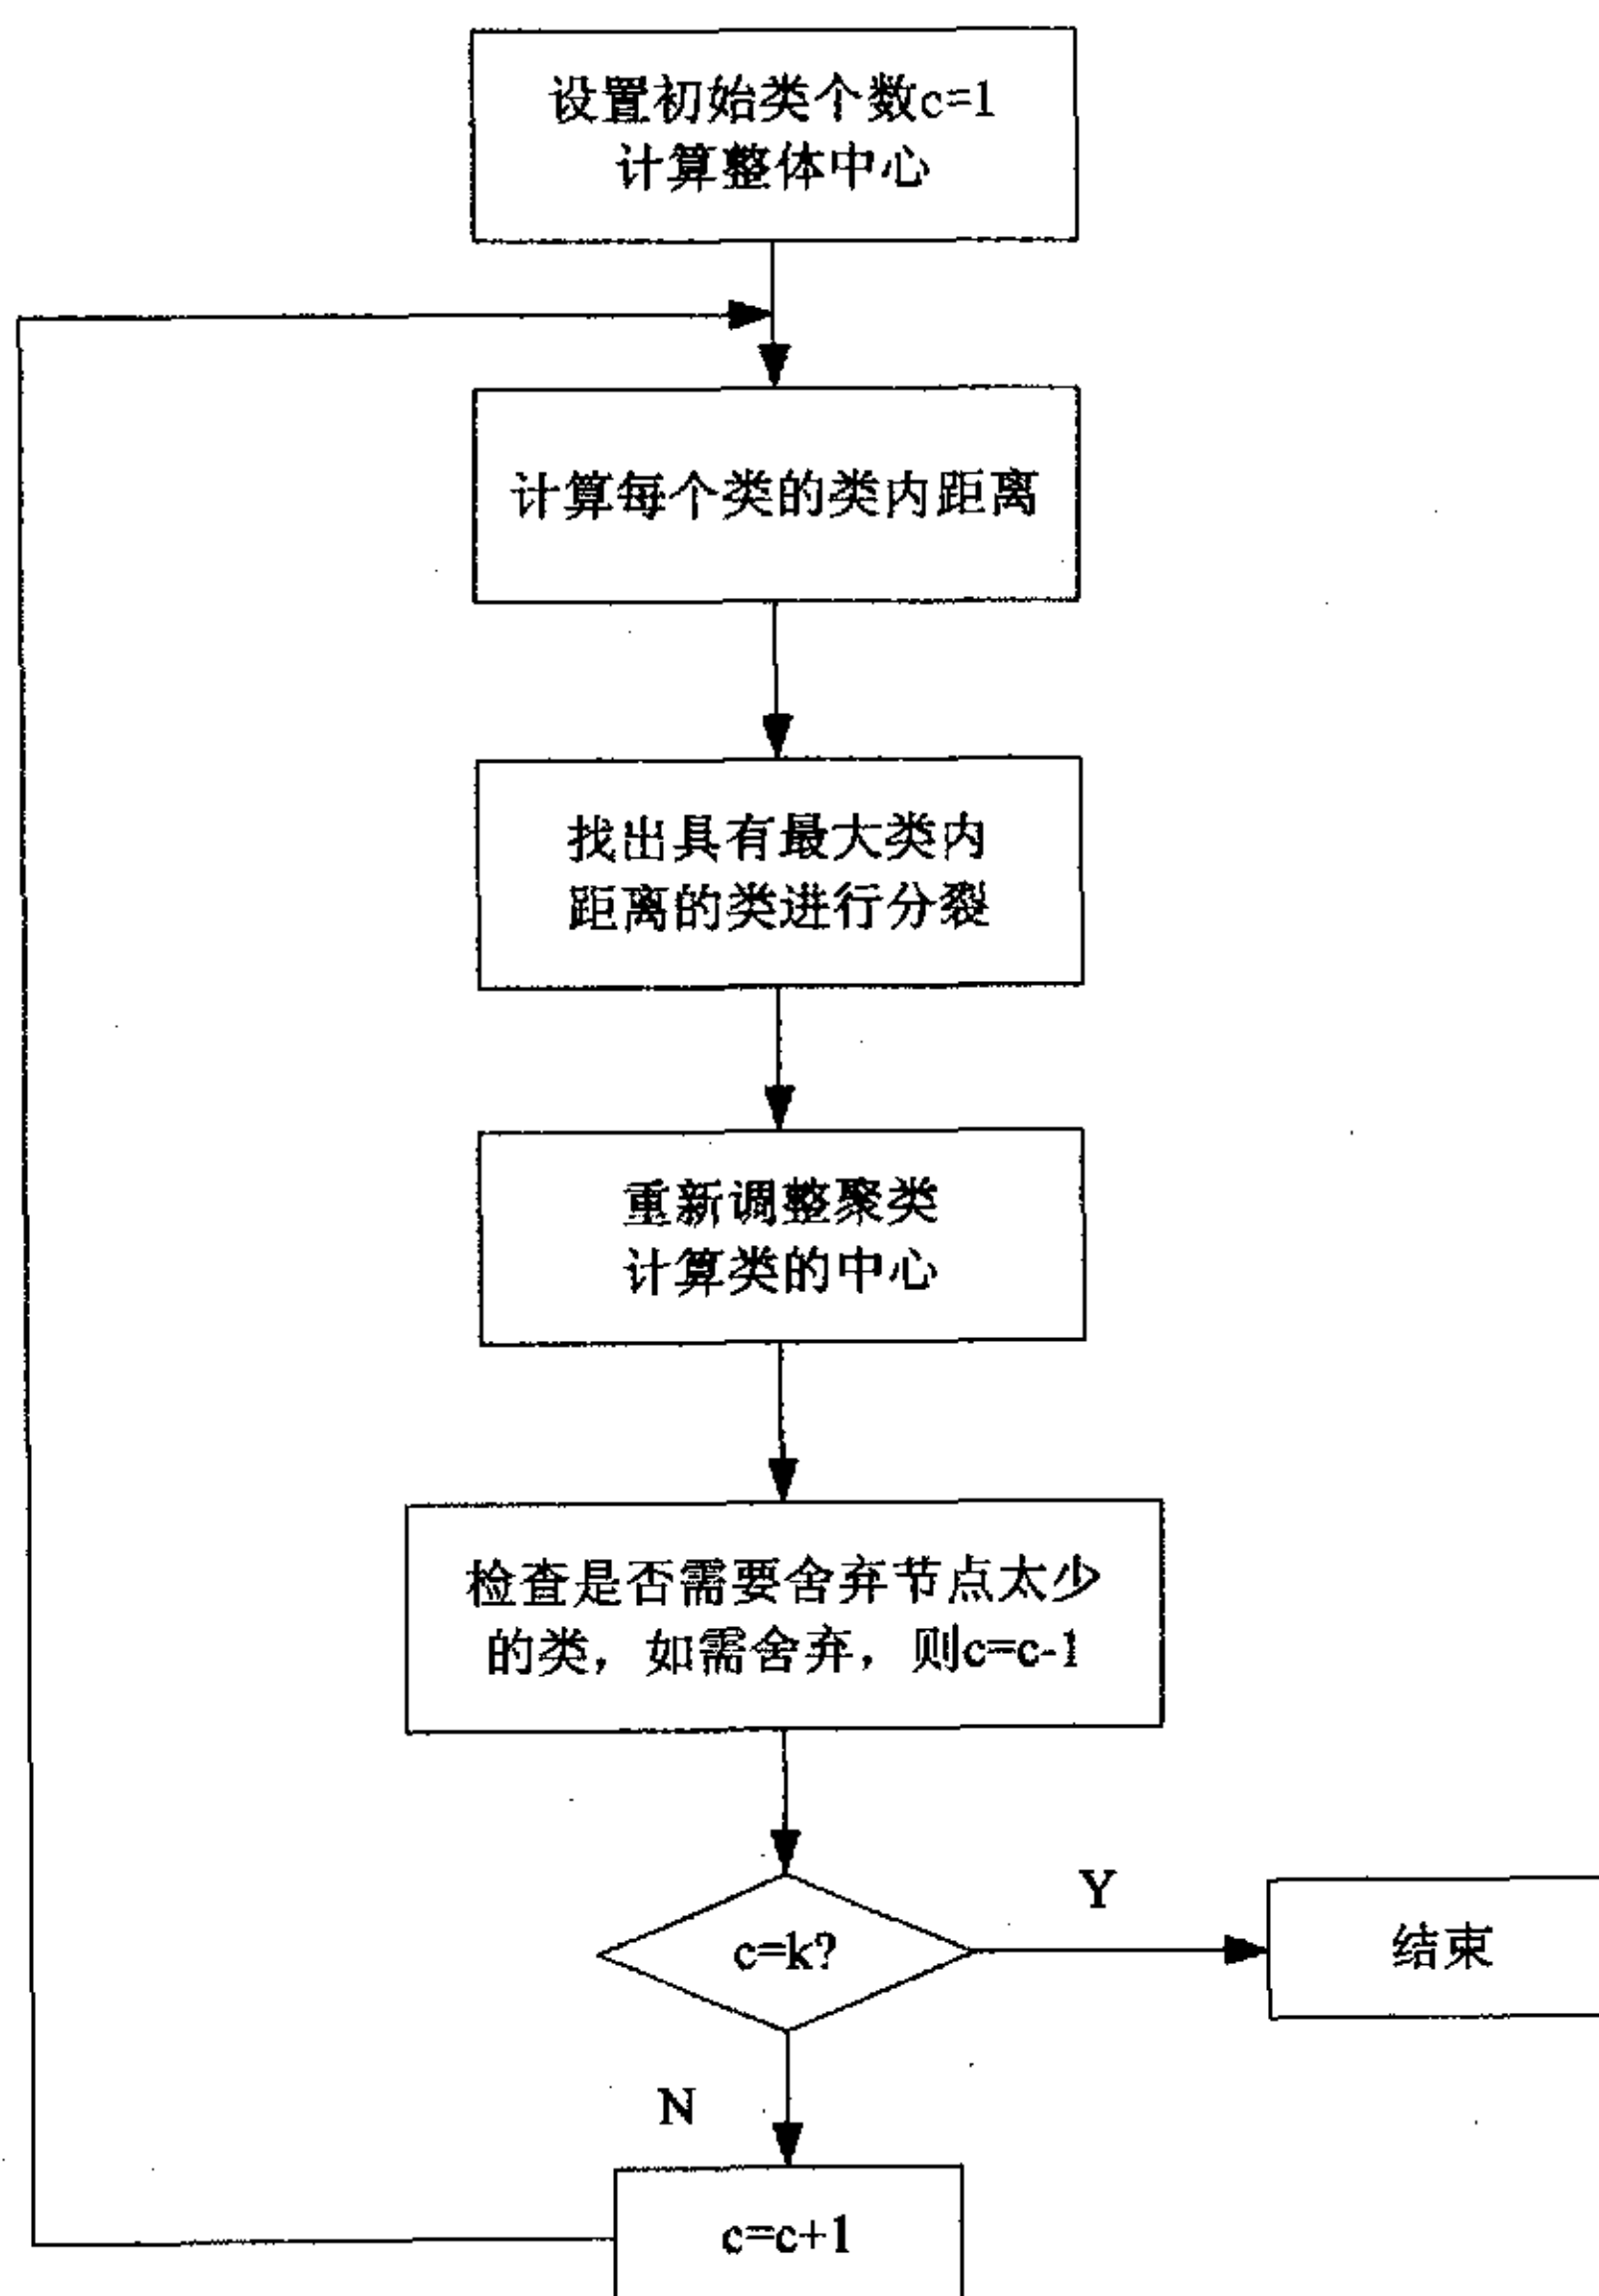 设置初始类个数c=1
计算整体中心
计算每个类的类内距离
找出具有最大类内
距离的类进行分裂
重新调整聚类
计算类的中心
检查是否需要舍弃节点太少
的类，如需舍弃，则c=c-1
c=k?
Y
结束
N
c=c+1